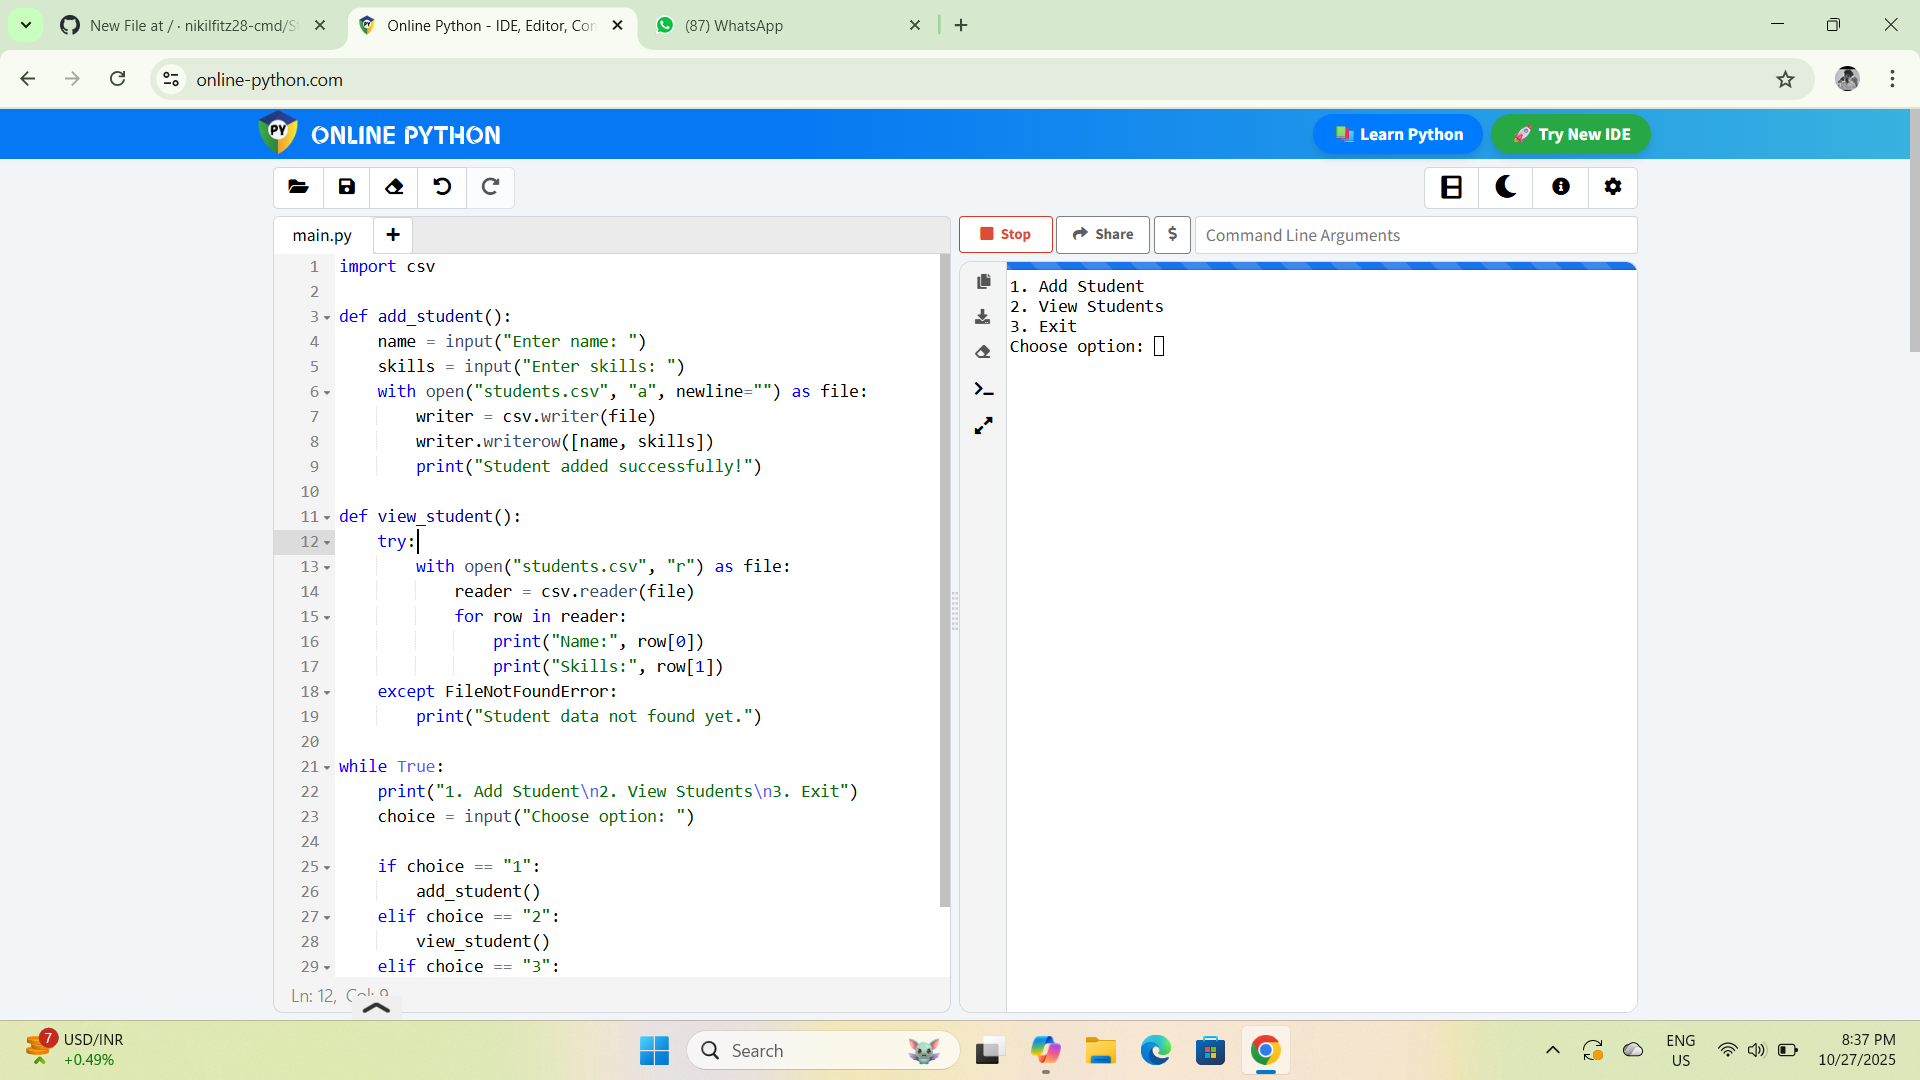 New File at / · nikilfitz28-cmd/S
Online Python - IDE, Editor, Con
(87) WhatsApp
online-python.com
PY
ONLINE PYTHON
Learn Python
Try New IDE
main.py
Stop
Share
$
Command Line Arguments
1 import csv
2
3 def add_student():
4 name = input("Enter name: ")
5 skills = input("Enter skills: ")
6 with open("students.csv", "a", newline="") as file:
7 writer = csv.writer(file)
8 writer.writerow([name, skills])
9 print("Student added successfully!")
10
11 def view_student():
12 try:
13 with open("students.csv", "r") as file:
14 reader = csv.reader(file)
15 for row in reader:
16 print("Name:", row[0])
17 print("Skills:", row[1])
18 except FileNotFoundError:
19 print("Student data not found yet.")
20
21 while True:
22 print("1. Add Student\n2. View Students\n3. Exit")
23 choice = input("Choose option: ")
24
25 if choice == "1":
26 add_student()
27 elif choice == "2":
28 view_student()
29 elif choice == "3":
Ln: 12, Col: 9
1. Add Student
2. View Students
3. Exit
Choose option:
7
USD/INR
+0.49%
Search
ENG
US
8:37 PM
10/27/2025